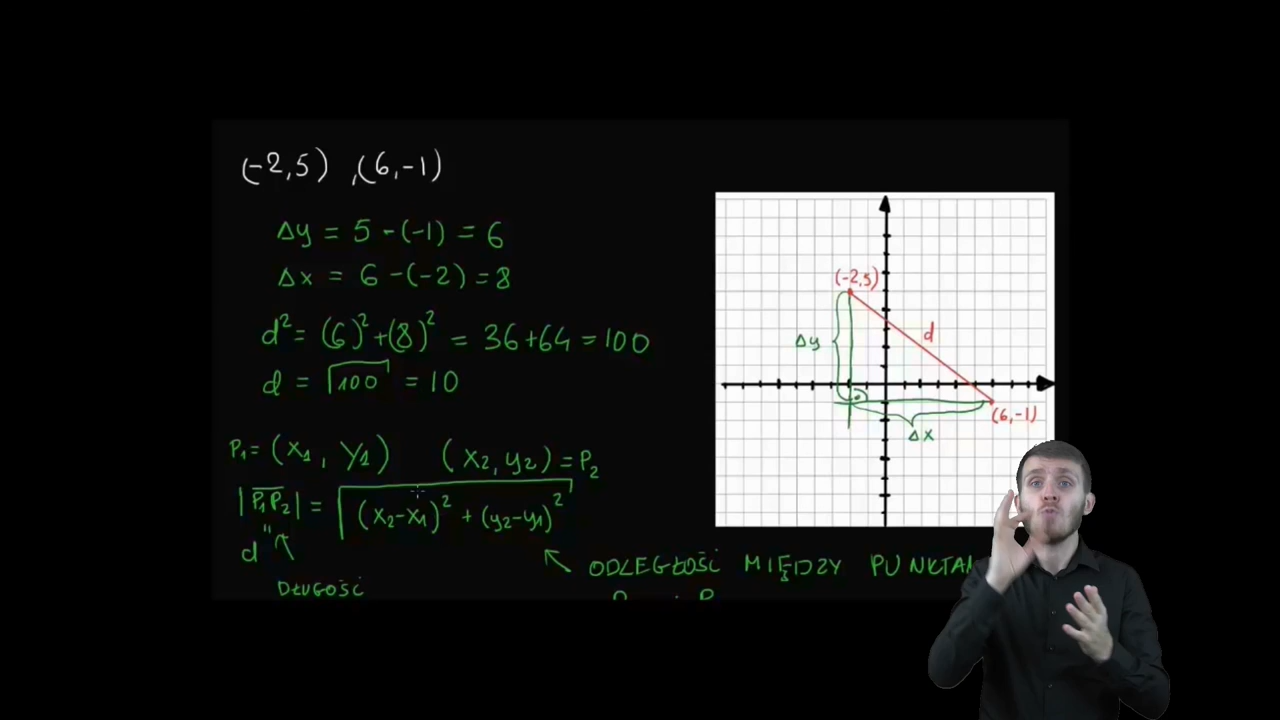 (-2,5) ,(6,-1)
Δy = 5 -(-1) = 6
Δx = 6 -(-2) = 8
d² = (6)² + (8)² = 36+64 = 100
d = √100 = 10
P₁ = (x₁, y₁) (x₂, y₂) = P₂
|P₁P₂| = √(x₂-x₁)² + (y₂-y₁)²
"
d
DŁUGOŚĆ
ODLEGŁOŚĆ MIĘDZY
(-2,5)
d
Δy
(6,-1)
Δx